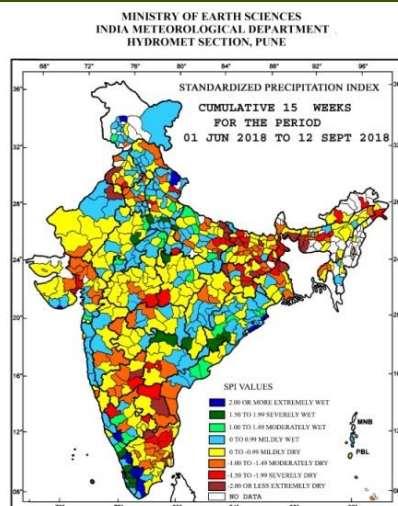 MINISTRY OF EARTH SCIENCES
INDIA METEOROLOGICAL DEPARTMENT
HYDROMET SECTION, PUNE
68° 72° 76° 80° 84° 88° 92° 96°
STANDARDIZED PRECIPITATION INDEX
CUMULATIVE 15 WEEKS
FOR THE PERIOD
01 JUN 2018 TO 12 SEPT 2018
36°
32°
28°
24°
20°
16°
12°
08°
SPI VALUES
2.00 OR MORE EXTREMELY WET
1.50 TO 1.99 SEVERELY WET
1.00 TO 1.49 MODERATELY WET
0 TO 0.99 MILDLY WET
0 TO -0.99 MILDLY DRY
-1.00 TO -1.49 MODERATELY DRY
-1.50 TO -1.99 SEVERELY DRY
-2.00 OR LESS EXTREMELY DRY
NO DATA
MNB
PBL